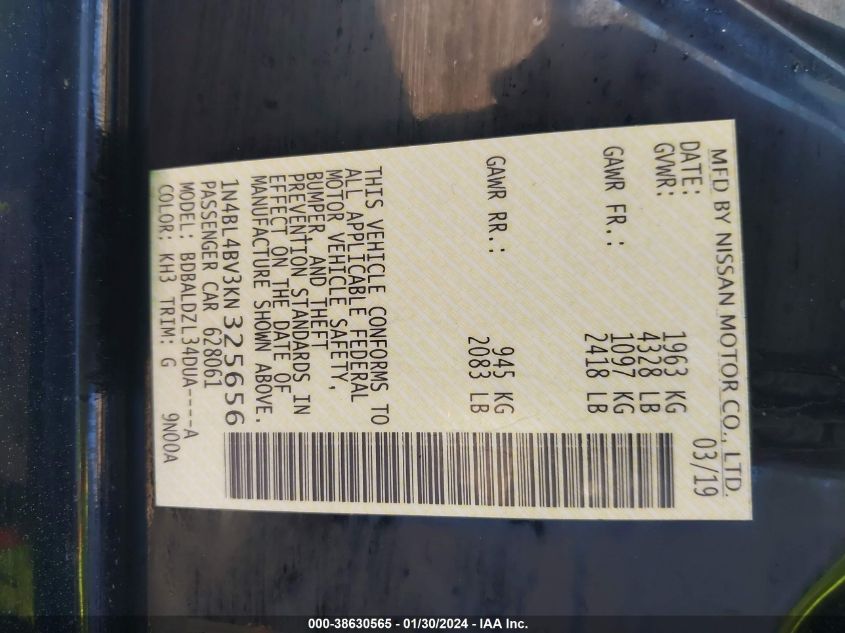 MFD BY NISSAN MOTOR CO., LTD.
DATE: 03/19
GVWR: 1963 KG
4328 LB
GAWR FR.: 1097 KG
2418 LB
GAWR RR.: 945 KG
2083 LB
THIS VEHICLE CONFORMS TO
ALL APPLICABLE FEDERAL
MOTOR VEHICLE SAFETY,
BUMPER, AND THEFT
PREVENTION STANDARDS IN
EFFECT ON THE DATE OF
MANUFACTURE SHOWN ABOVE.
1N4BL4BV3KN325656
PASSENGER CAR 628061
MODEL: BDBALDZL34DUA----A
COLOR: KH3 TRIM: G 9N00A
000-38630565 - 01/30/2024 - IAA Inc.